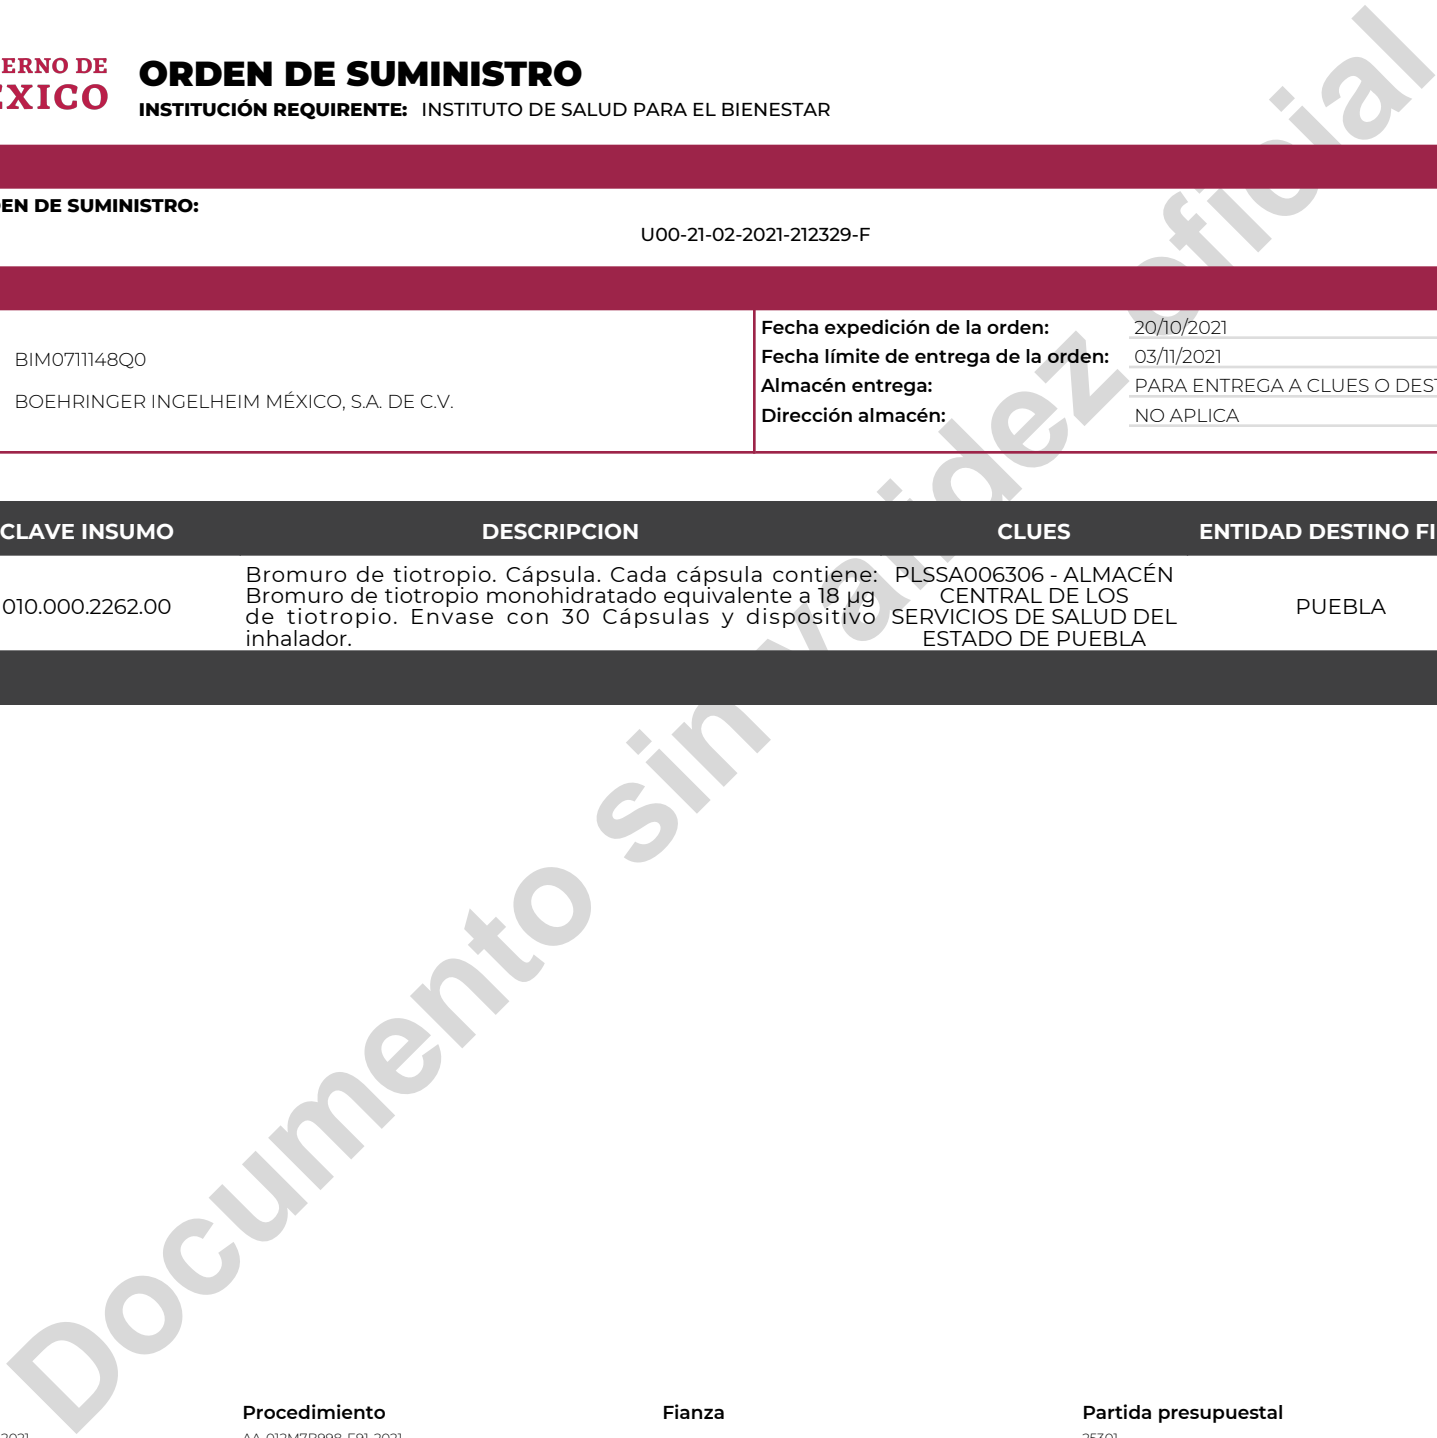 ERNO DE
ÉXICO
ORDEN DE SUMINISTRO
INSTITUCIÓN REQUIRENTE: INSTITUTO DE SALUD PARA EL BIENESTAR
EN DE SUMINISTRO:
U00-21-02-2021-212329-F
BIM0711148Q0
BOEHRINGER INGELHEIM MÉXICO, S.A. DE C.V.
Fecha expedición de la orden: 20/10/2021
Fecha límite de entrega de la orden: 03/11/2021
Almacén entrega: PARA ENTREGA A CLUES O DEST
Dirección almacén: NO APLICA
CLAVE INSUMO DESCRIPCION CLUES ENTIDAD DESTINO FI
010.000.2262.00
Bromuro de tiotropio. Cápsula. Cada cápsula contiene:
Bromuro de tiotropio monohidratado equivalente a 18 µg
de tiotropio. Envase con 30 Cápsulas y dispositivo
inhalador.
PLSSA006306 - ALMACÉN
CENTRAL DE LOS
SERVICIOS DE SALUD DEL
ESTADO DE PUEBLA
PUEBLA
Documento sin validez oficial
Procedimiento Fianza Partida presupuestal
2021 25301